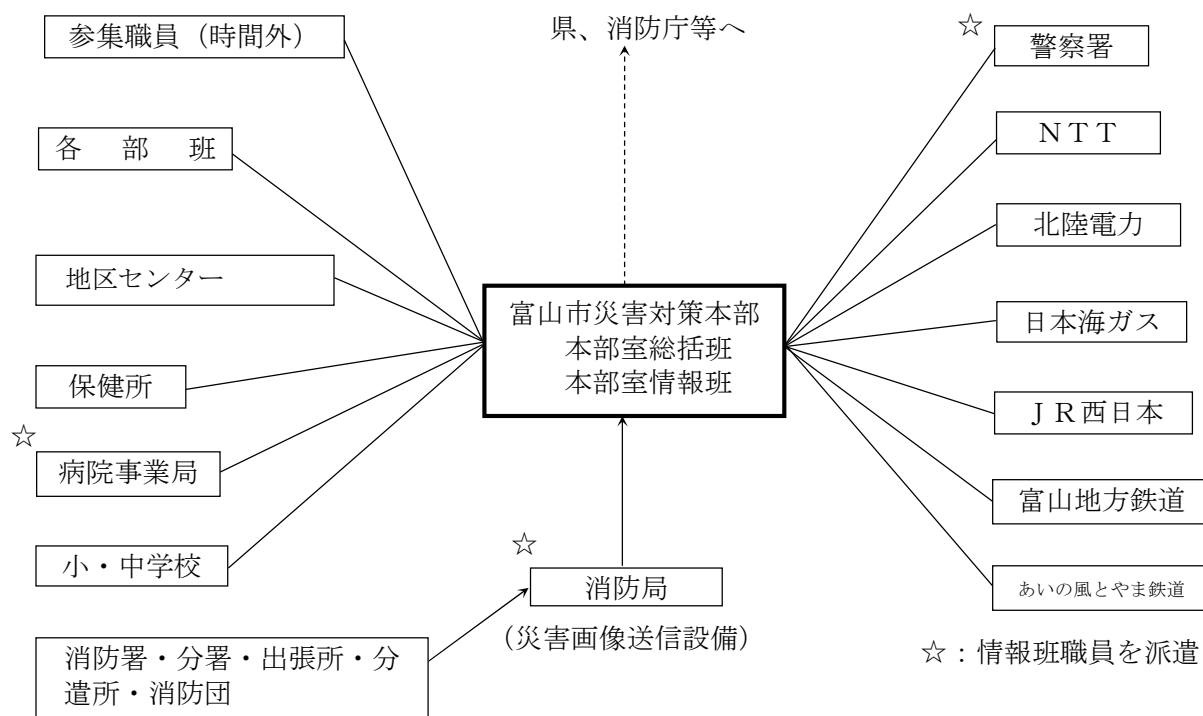 参集職員（時間外）
県、消防庁等へ
☆
警察署
各　部　班
ＮＴＴ
北陸電力
地区センター
富山市災害対策本部
本部室総括班
本部室情報班
日本海ガス
保健所
ＪＲ西日本
☆
病院事業局
富山地方鉄道
小・中学校
☆
消防局
（災害画像送信設備）
あいの風とやま鉄道
消防署・分署・出張所・分
遣所・消防団
☆：情報班職員を派遣